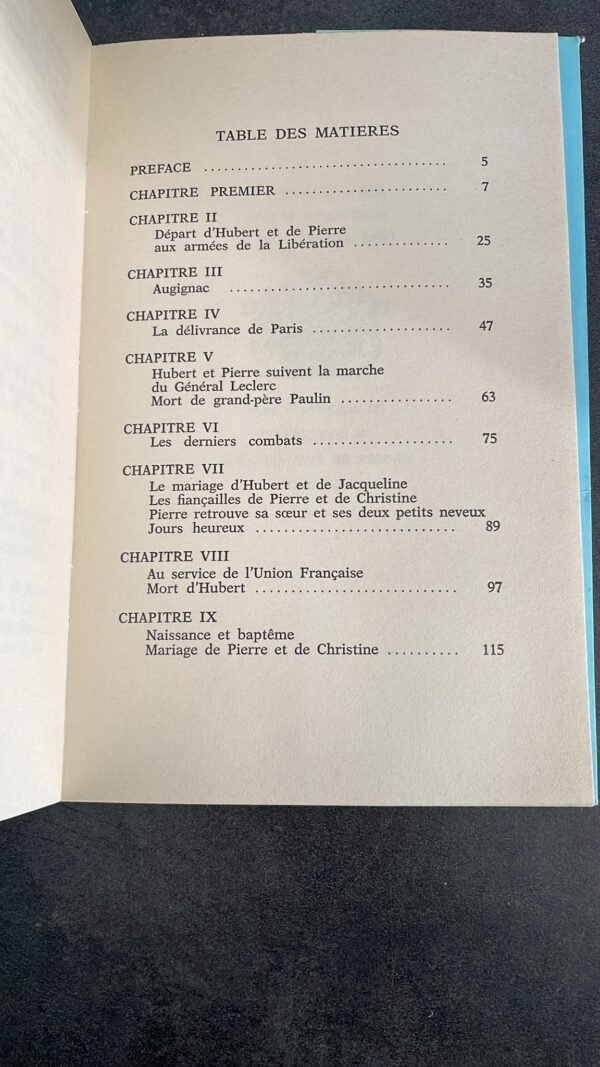 TABLE DES MATIERES
PREFACE .................................... 5
CHAPITRE PREMIER ........................ 7
CHAPITRE II
Départ d'Hubert et de Pierre
aux armées de la Libération .............. 25
CHAPITRE III
Augignac ................................. 35
CHAPITRE IV
La délivrance de Paris ..................... 47
CHAPITRE V
Hubert et Pierre suivent la marche
du Général Leclerc
Mort de grand-père Paulin ................ 63
CHAPITRE VI
Les derniers combats ..................... 75
CHAPITRE VII
Le mariage d'Hubert et de Jacqueline
Les fiançailles de Pierre et de Christine
Pierre retrouve sa sœur et ses deux petits neveux
Jours heureux ............................ 89
CHAPITRE VIII
Au service de l'Union Française
Mort d'Hubert ............................ 97
CHAPITRE IX
Naissance et baptême
Mariage de Pierre et de Christine .......... 115